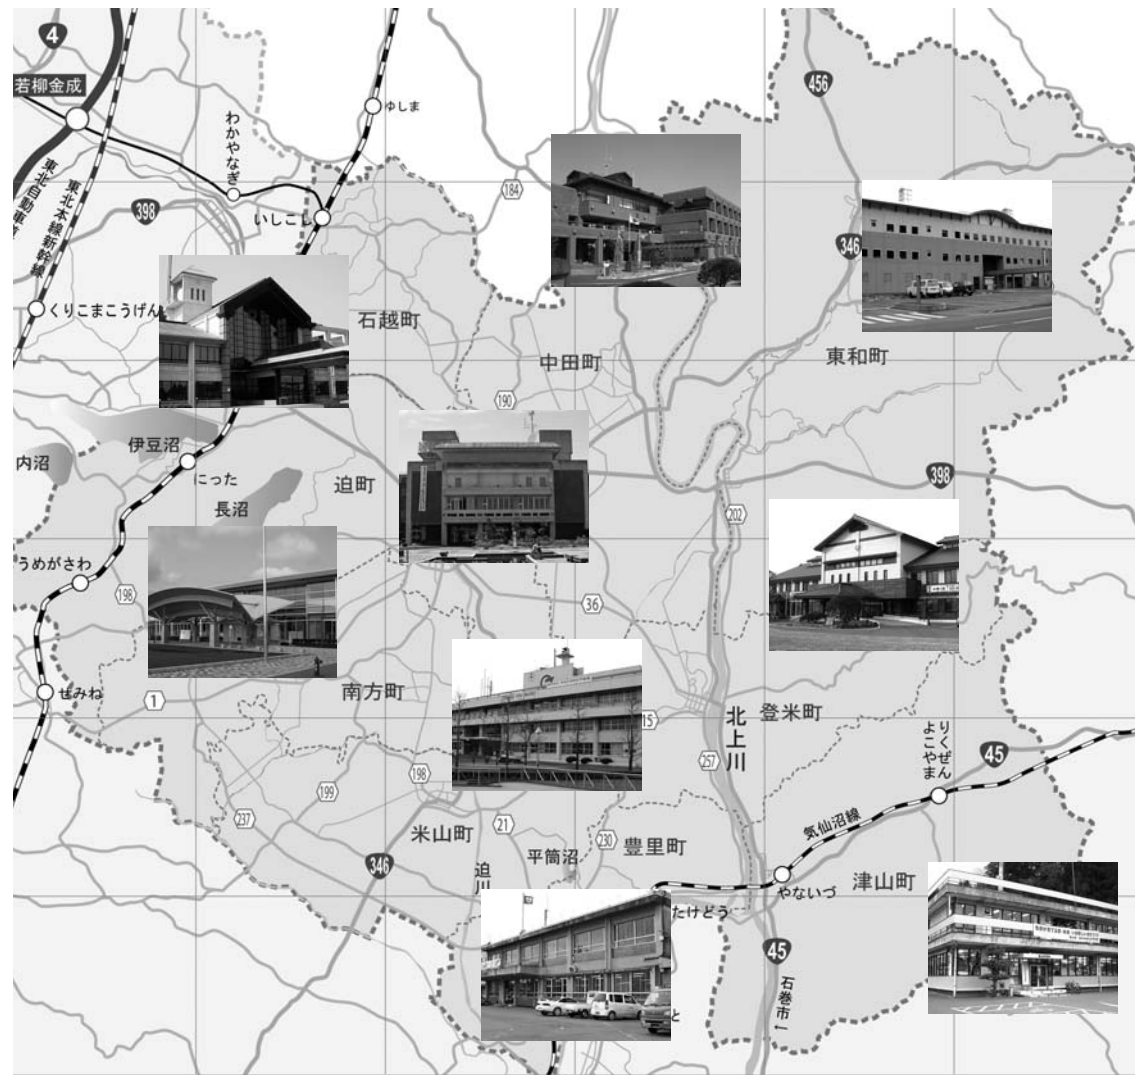 4
若柳金成
456
ゆしま
わかやなぎ
184
東北本線新幹線
東北自動車道
398
いしこし
346
くりこまこうげん
石越町
中田町
東和町
190
伊豆沼
内沼
にった
迫町
398
長沼
202
うめがさわ
198
36
ぜみね
南方町
1
15
北上川
登米町
りくぜん
よこやま
45
257
198
199
237
気仙沼線
21
米山町
230
豊里町
平筒沼
346
迫川
やないづ
津山町
たけどう
45
石巻市
と